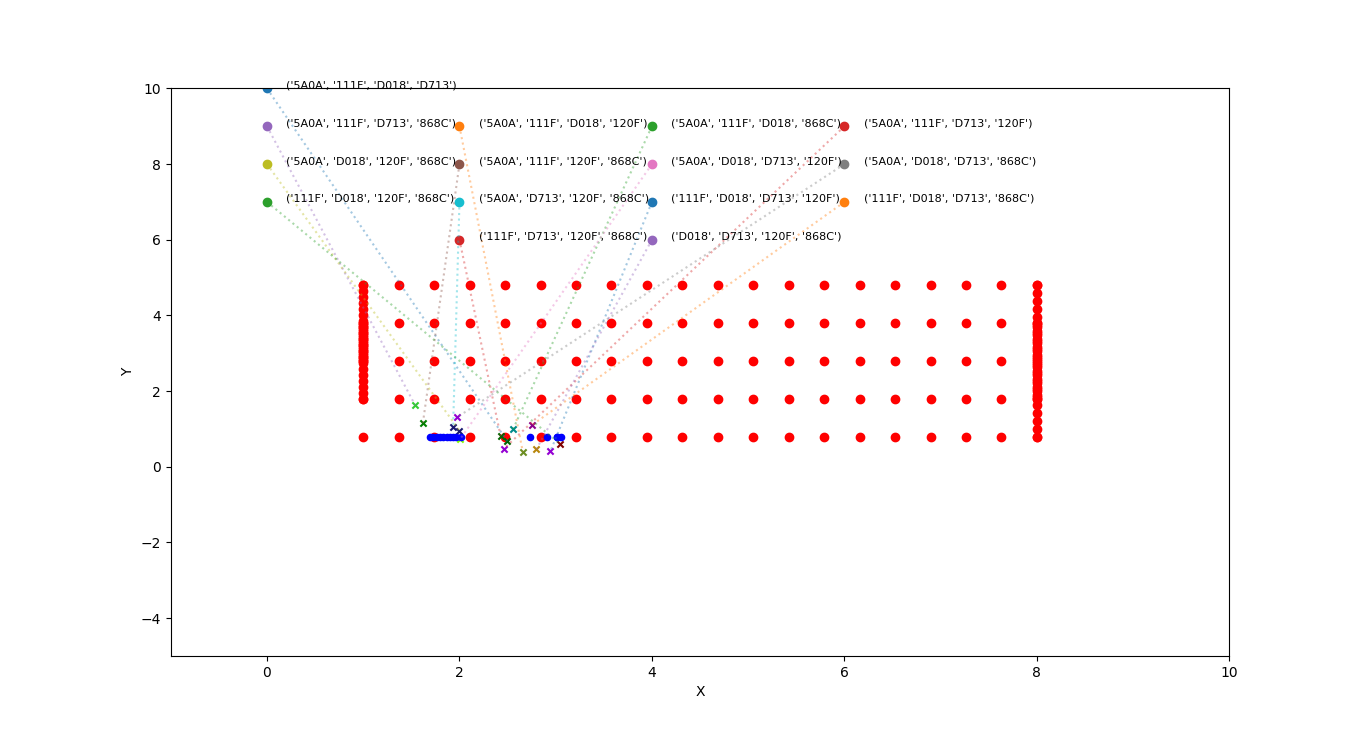 ('5A0A', '111F', 'D018', 'D713')
('5A0A', '111F', 'D713', '868C') ('5A0A', '111F', 'D018', '120F') ('5A0A', '111F', 'D018', '868C') ('5A0A', '111F', 'D713', '120F')
('5A0A', 'D018', '120F', '868C') ('5A0A', '111F', '120F', '868C') ('5A0A', 'D018', 'D713', '120F') ('5A0A', 'D018', 'D713', '868C')
('111F', 'D018', '120F', '868C') ('5A0A', 'D713', '120F', '868C') ('111F', 'D018', 'D713', '120F') ('111F', 'D018', 'D713', '868C')
('111F', 'D713', '120F', '868C') ('D018', 'D713', '120F', '868C')
10
8
6
4
2
0
−2
−4
Y
0 2 4 6 8 10
X